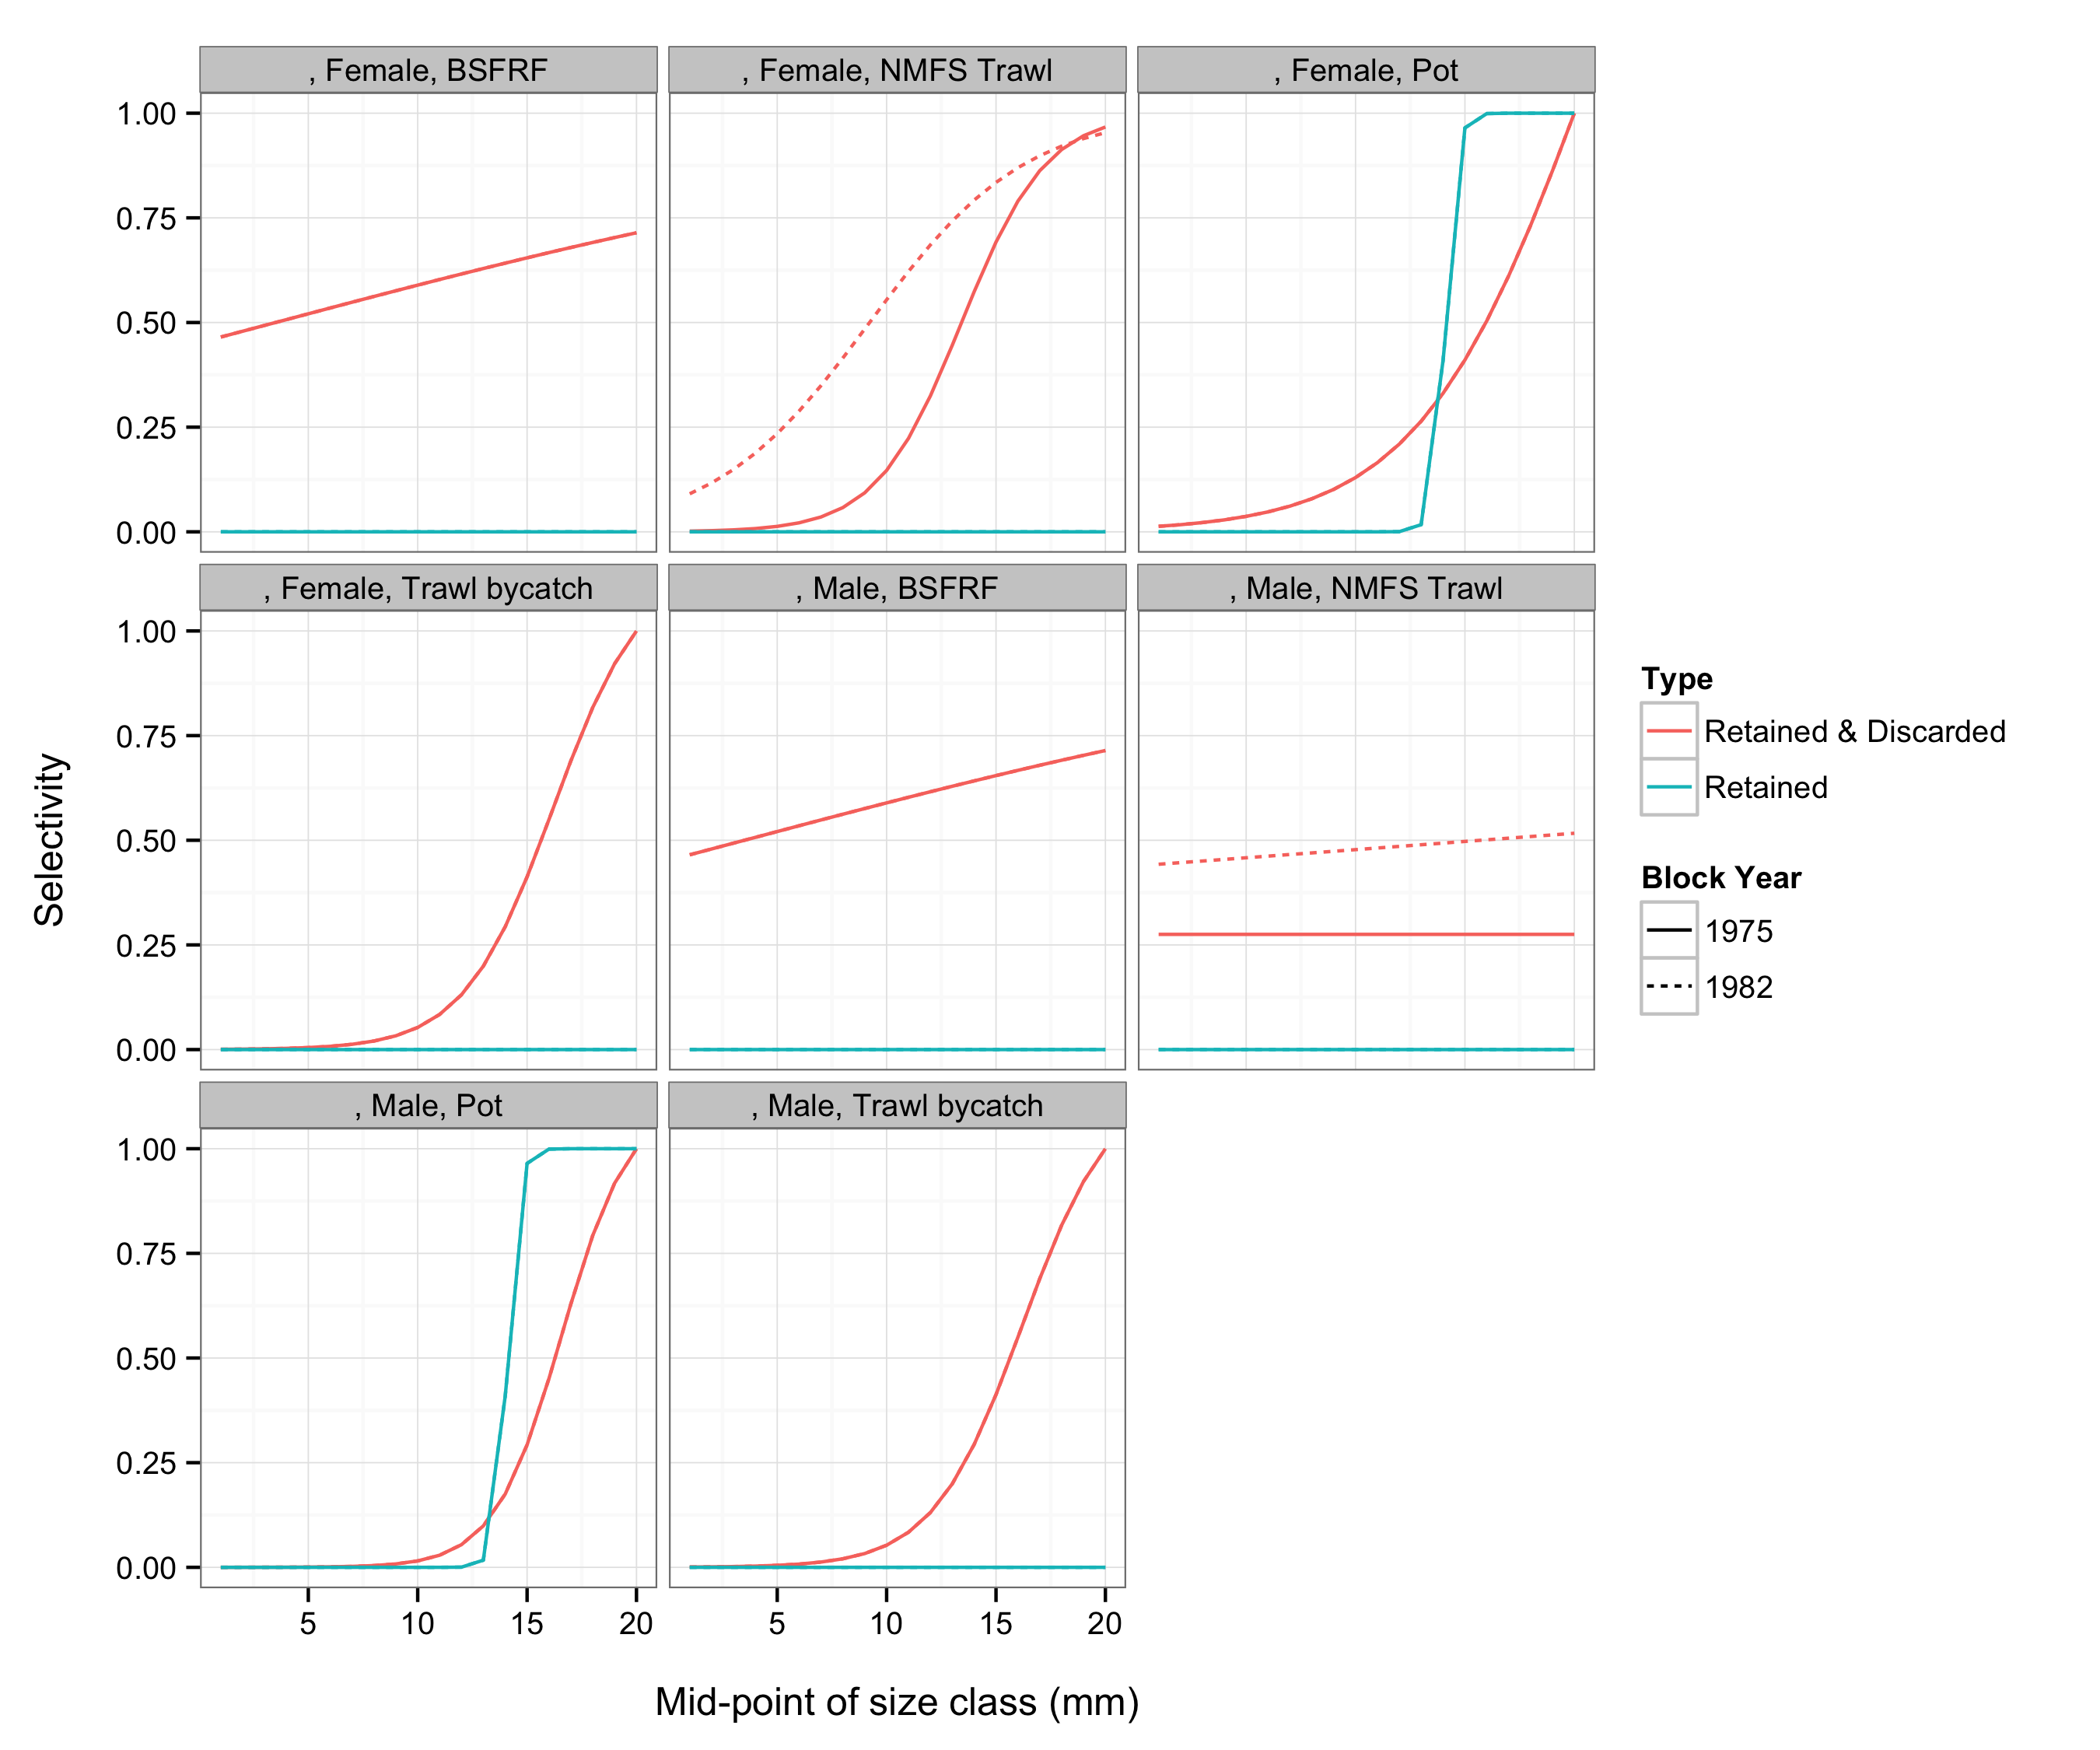 , Female, BSFRF
, Female, NMFS Trawl
, Female, Pot
1.00
0.75
0.50
0.25
0.00
, Female, Trawl bycatch
, Male, BSFRF
, Male, NMFS Trawl
1.00
0.75
0.50
0.25
0.00
, Male, Pot
, Male, Trawl bycatch
1.00
0.75
0.50
0.25
0.00
5 10 15 20
5 10 15 20
Selectivity
Mid-point of size class (mm)
Type
Retained & Discarded
Retained
Block Year
1975
1982